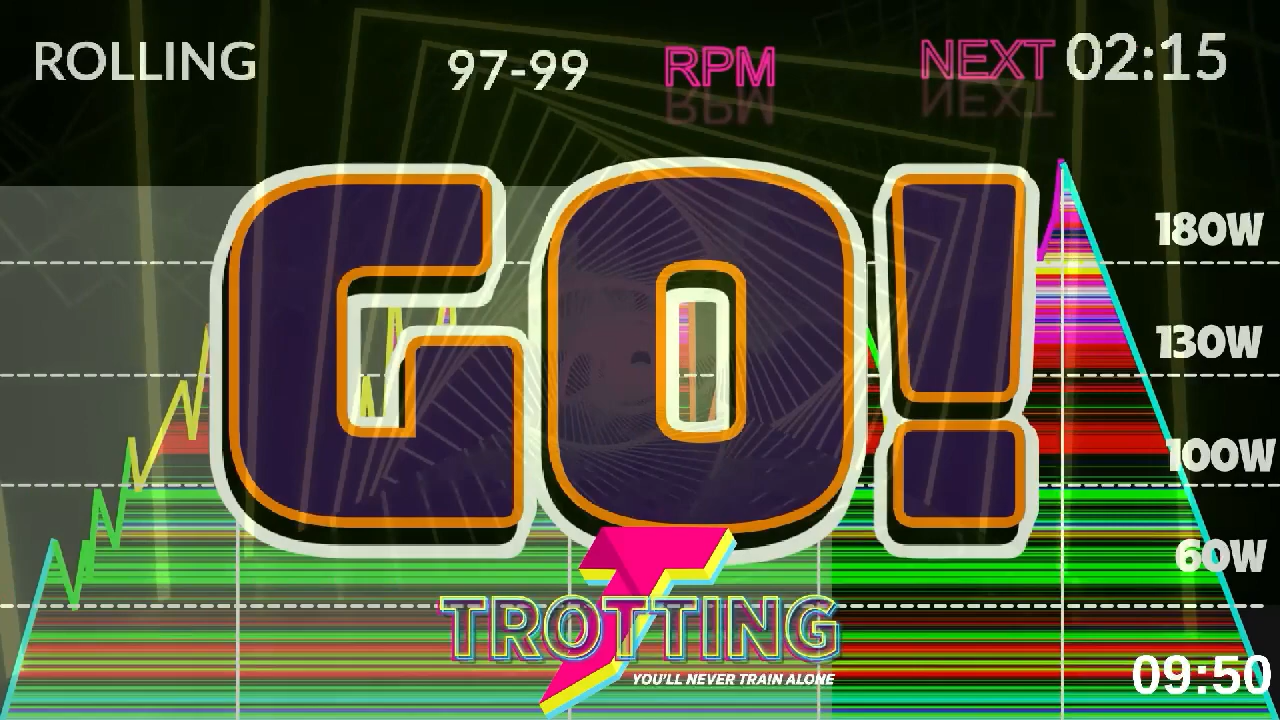 ROLLING
97-99
RPM
NEXT 02:15
GO!
180W
130W
100W
60W
TROTTING
YOU'LL NEVER TRAIN ALONE
09:50